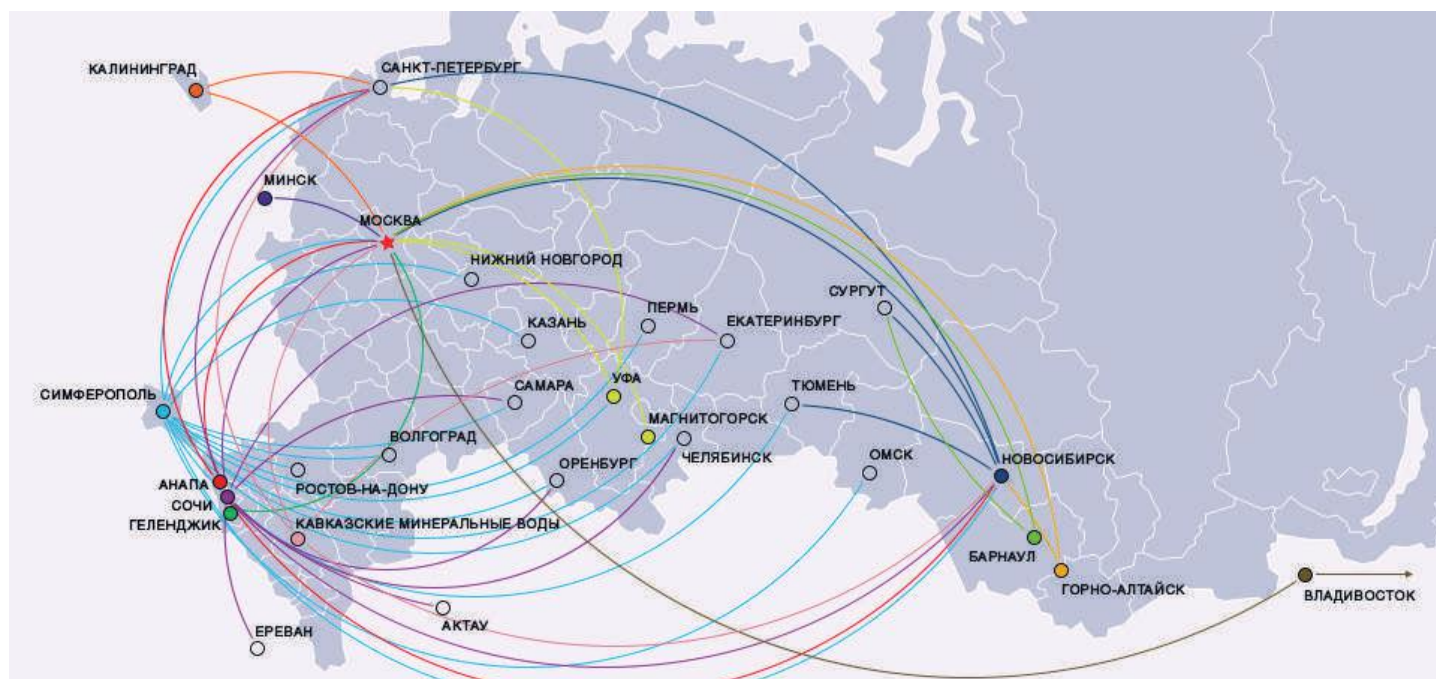 КАЛИНИНГРАД
САНКТ-ПЕТЕРБУРГ
МИНСК
МОСКВА
НИЖНИЙ НОВГОРОД
СУРГУТ
ПЕРМЬ
ЕКАТЕРИНБУРГ
КАЗАНЬ
СИМФЕРОПОЛЬ
САМАРА
УФА
ТЮМЕНЬ
МАГНИТОГОРСК
ВОЛГОГРАД
ЧЕЛЯБИНСК
ОРЕНБУРГ
ОМСК
НОВОСИБИРСК
АНАПА
РОСТОВ-НА-ДОНУ
СОЧИ
ГЕЛЕНДЖИК
КАВКАЗСКИЕ МИНЕРАЛЬНЫЕ ВОДЫ
БАРНАУЛ
ГОРНО-АЛТАЙСК
ВЛАДИВОСТОК
АКТАУ
ЕРЕВАН